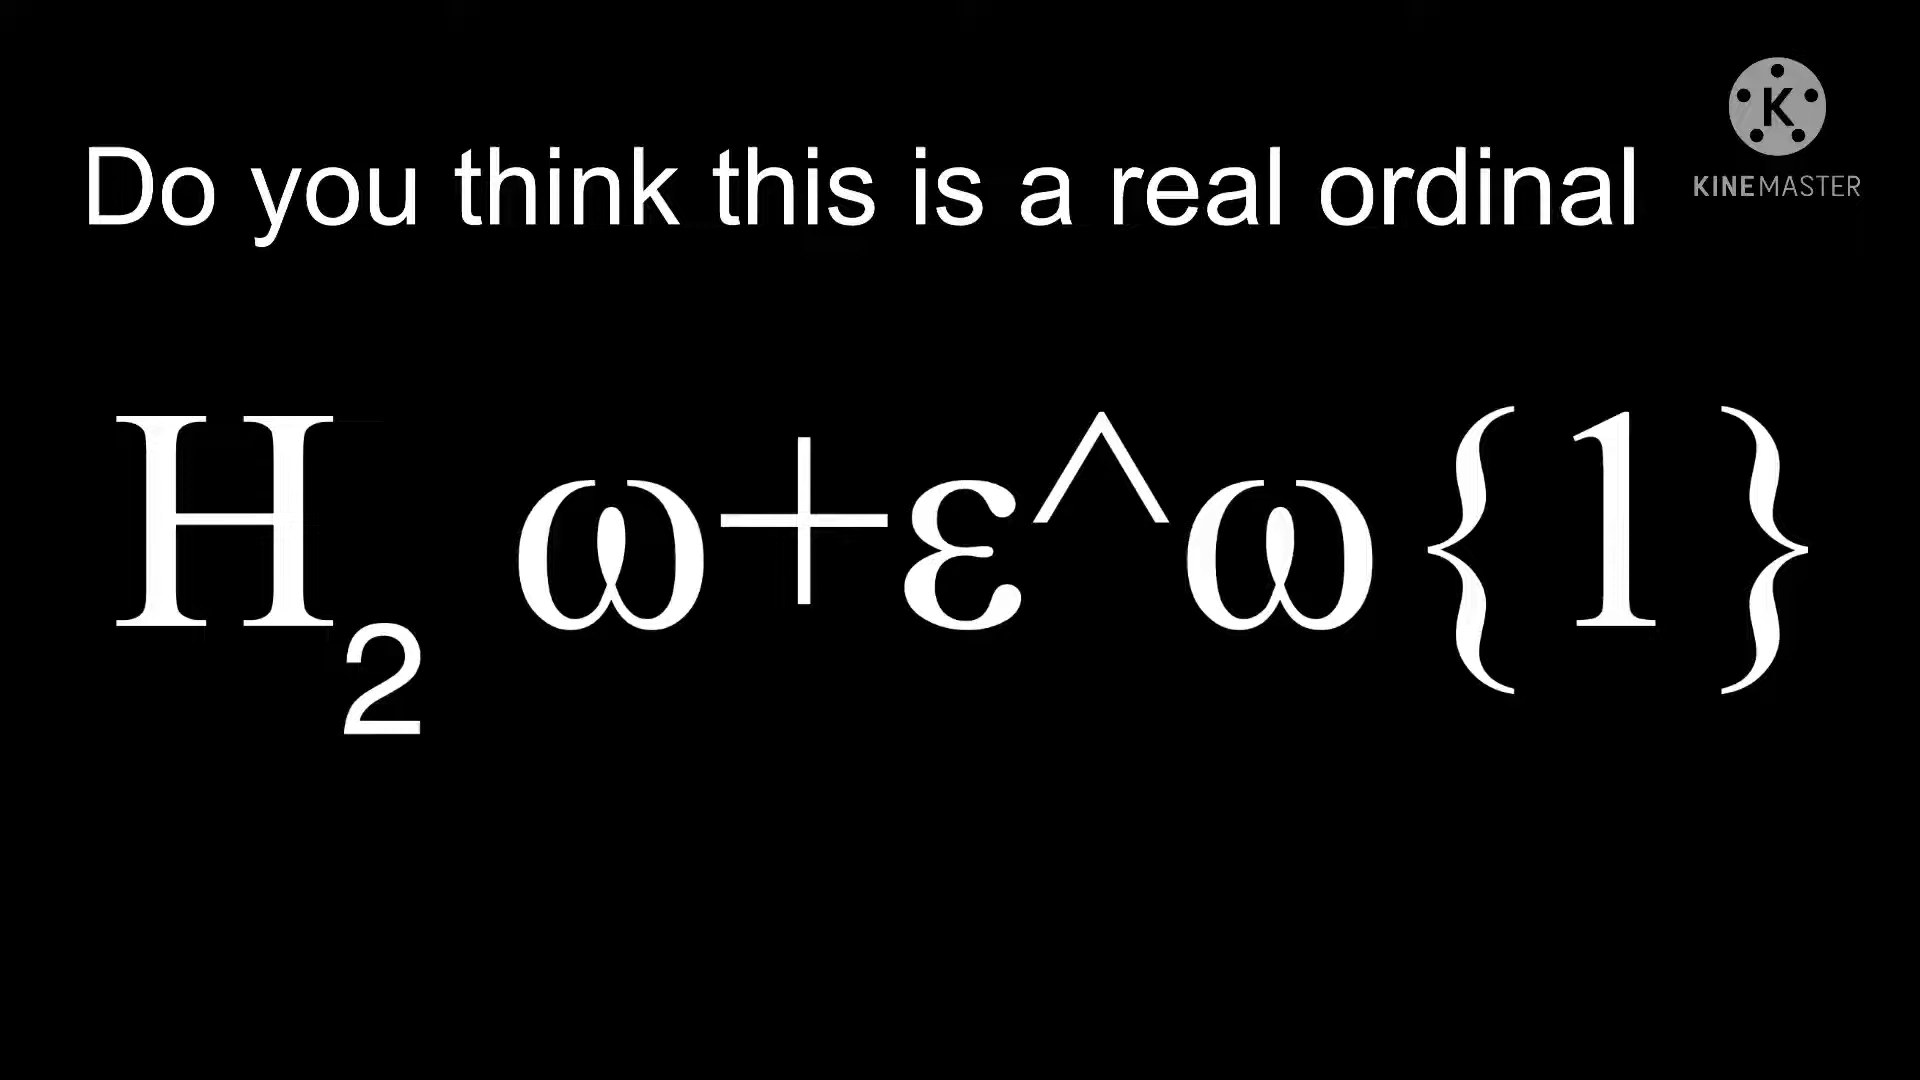 Do you think this is a real ordinal
K
KINEMASTER
H₂ ω+ε^ω{1}